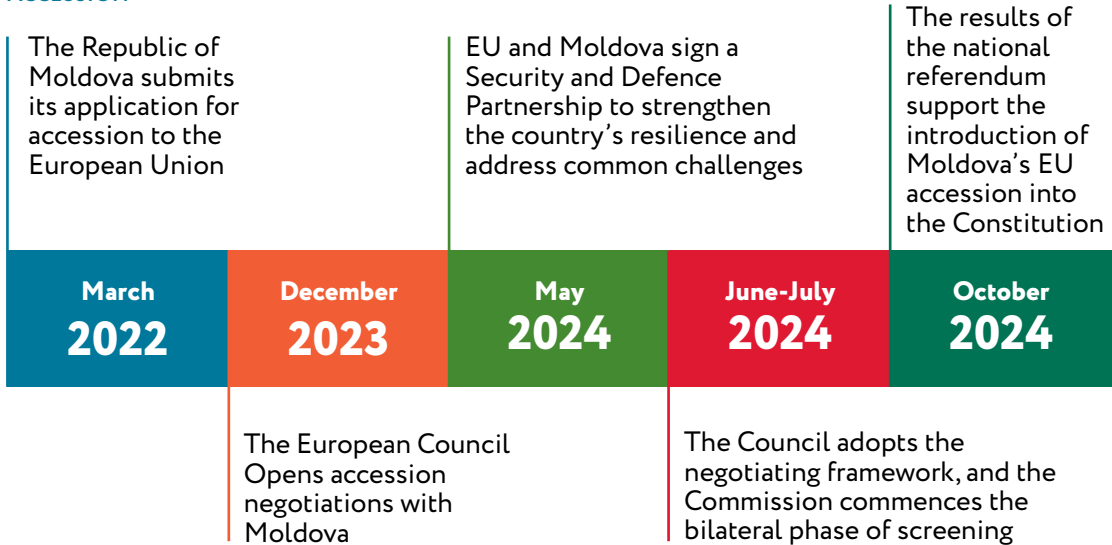 The Republic of
Moldova submits
its application for
accession to the
European Union
EU and Moldova sign a
Security and Defence
Partnership to strengthen
the country's resilience and
address common challenges
The results of
the national
referendum
support the
introduction of
Moldova's EU
accession into
the Constitution
March
2022
December
2023
May
2024
June-July
2024
October
2024
The European Council
Opens accession
negotiations with
Moldova
The Council adopts the
negotiating framework, and the
Commission commences the
bilateral phase of screening